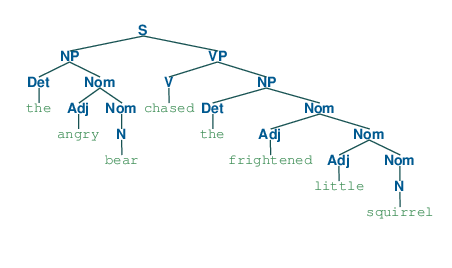 S
NP VP
Det Nom V NP
the Adj Nom chased Det Nom
angry N the Adj Nom
bear frightened Adj Nom
little N
squirrel